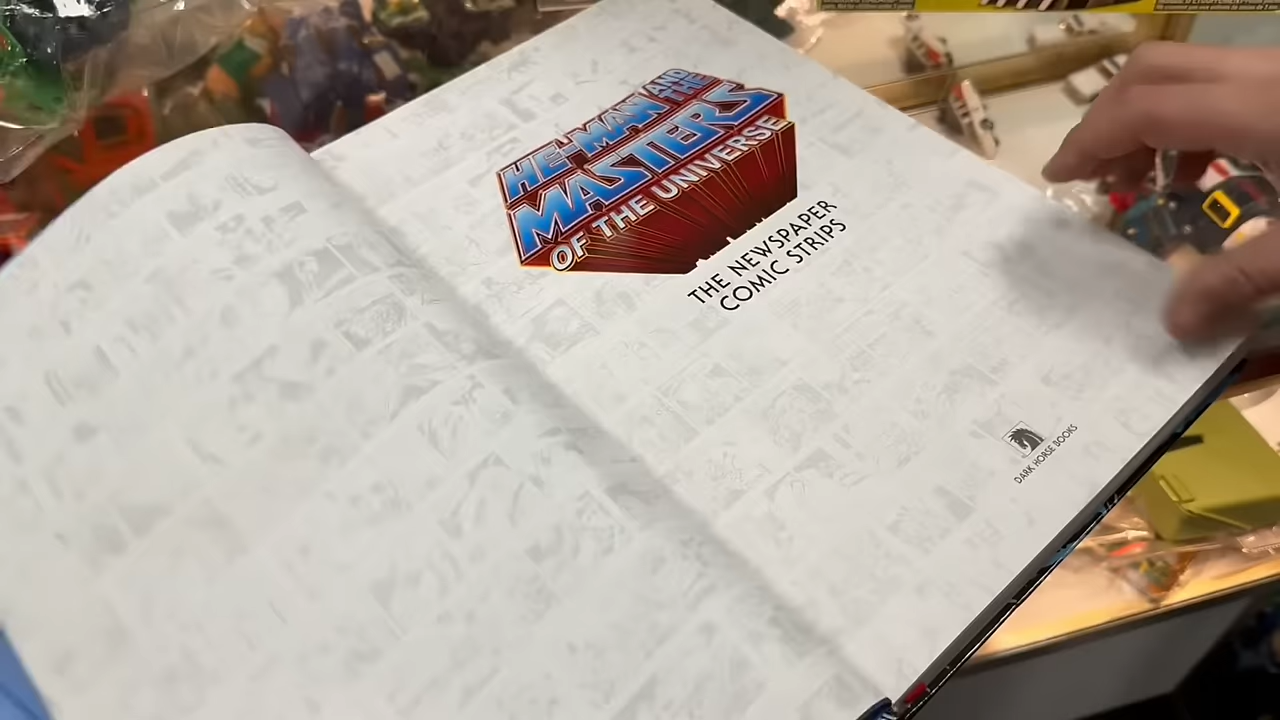 HE-MAN AND THE
MASTERS
OF THE UNIVERSE
THE NEWSPAPER
COMIC STRIPS
DARK HORSE BOOKS